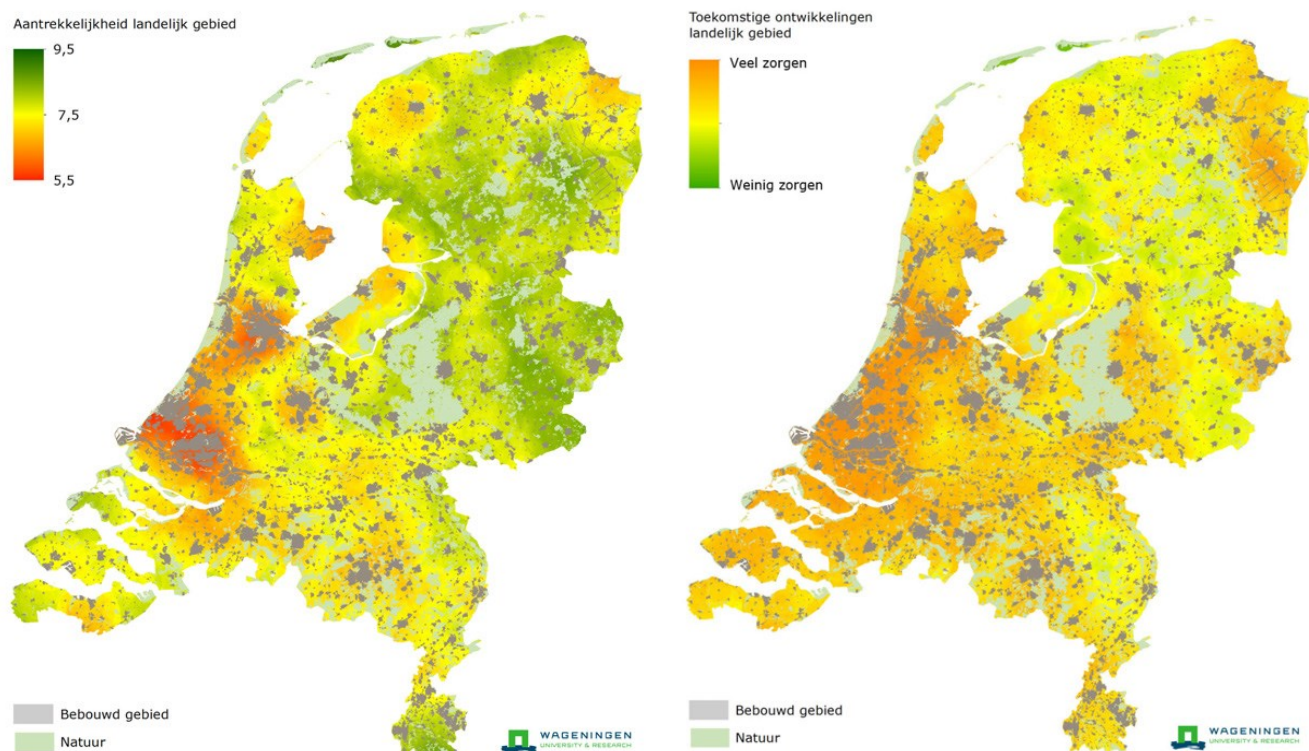 Aantrekkelijkheid landelijk gebied
9,5
7,5
5,5
Bebouwd gebied
Natuur
WAGENINGEN
UNIVERSITY & RESEARCH
Toekomstige ontwikkelingen
landelijk gebied
Veel zorgen
Weinig zorgen
Bebouwd gebied
Natuur
WAGENINGEN
UNIVERSITY & RESEARCH